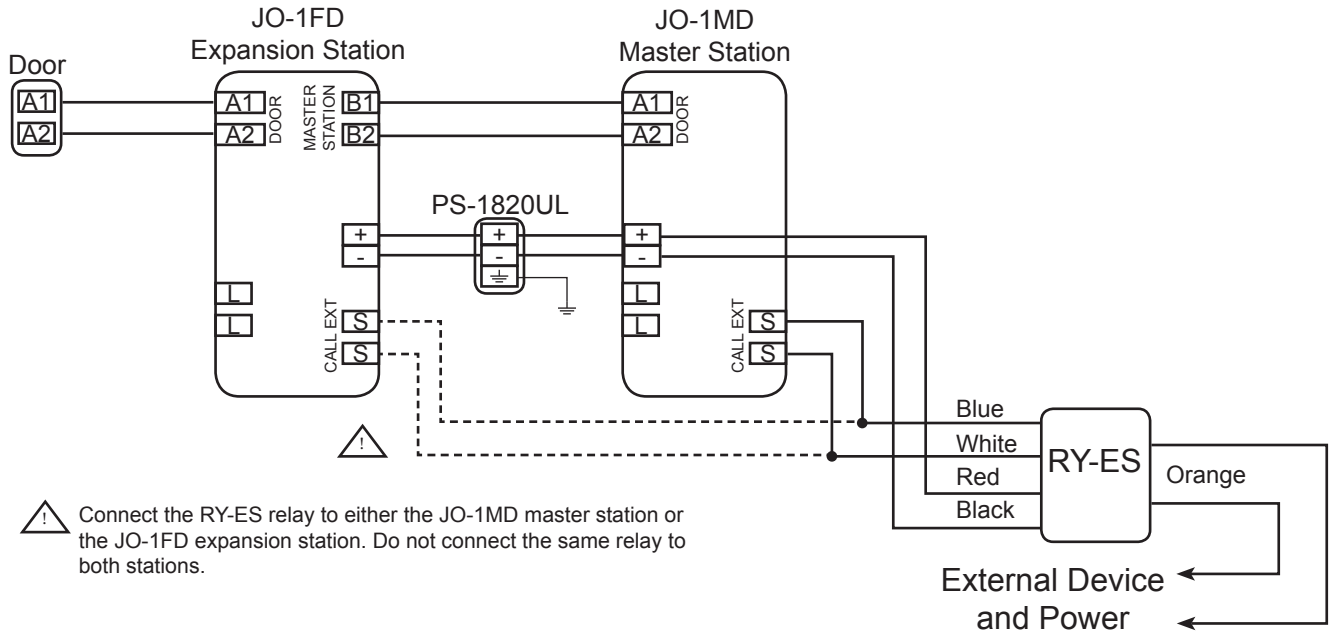 JO-1FD
Expansion Station
JO-1MD
Master Station
Door
A1
A2
A1
A2
DOOR
MASTER
STATION
B1
B2
A1
A2
DOOR
PS-1820UL
+
-
+
-
+
-
L
L
CALL EXT
S
S
L
L
CALL EXT
S
S
!
Blue
White
Red
Black
RY-ES
Orange
! Connect the RY-ES relay to either the JO-1MD master station or
the JO-1FD expansion station. Do not connect the same relay to
both stations.
External Device
and Power